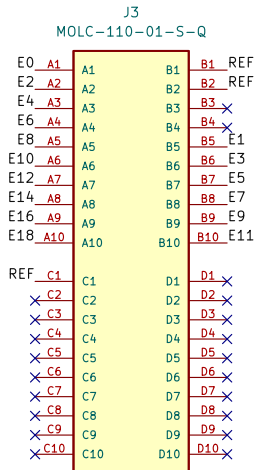 J3
MOLC-110-01-S-Q
E0 A1 A1 B1 B1 REF
E2 A2 A2 B2 B2 REF
E4 A3 A3 B3 B3
E6 A4 A4 B4 B4
E8 A5 A5 B5 B5 E1
E10 A6 A6 B6 B6 E3
E12 A7 A7 B7 B7 E5
E14 A8 A8 B8 B8 E7
E16 A9 A9 B9 B9 E9
E18 A10 A10 B10 B10 E11
REF C1 C1 D1 D1
C2 C2 D2 D2
C3 C3 D3 D3
C4 C4 D4 D4
C5 C5 D5 D5
C6 C6 D6 D6
C7 C7 D7 D7
C8 C8 D8 D8
C9 C9 D9 D9
C10 C10 D10 D10